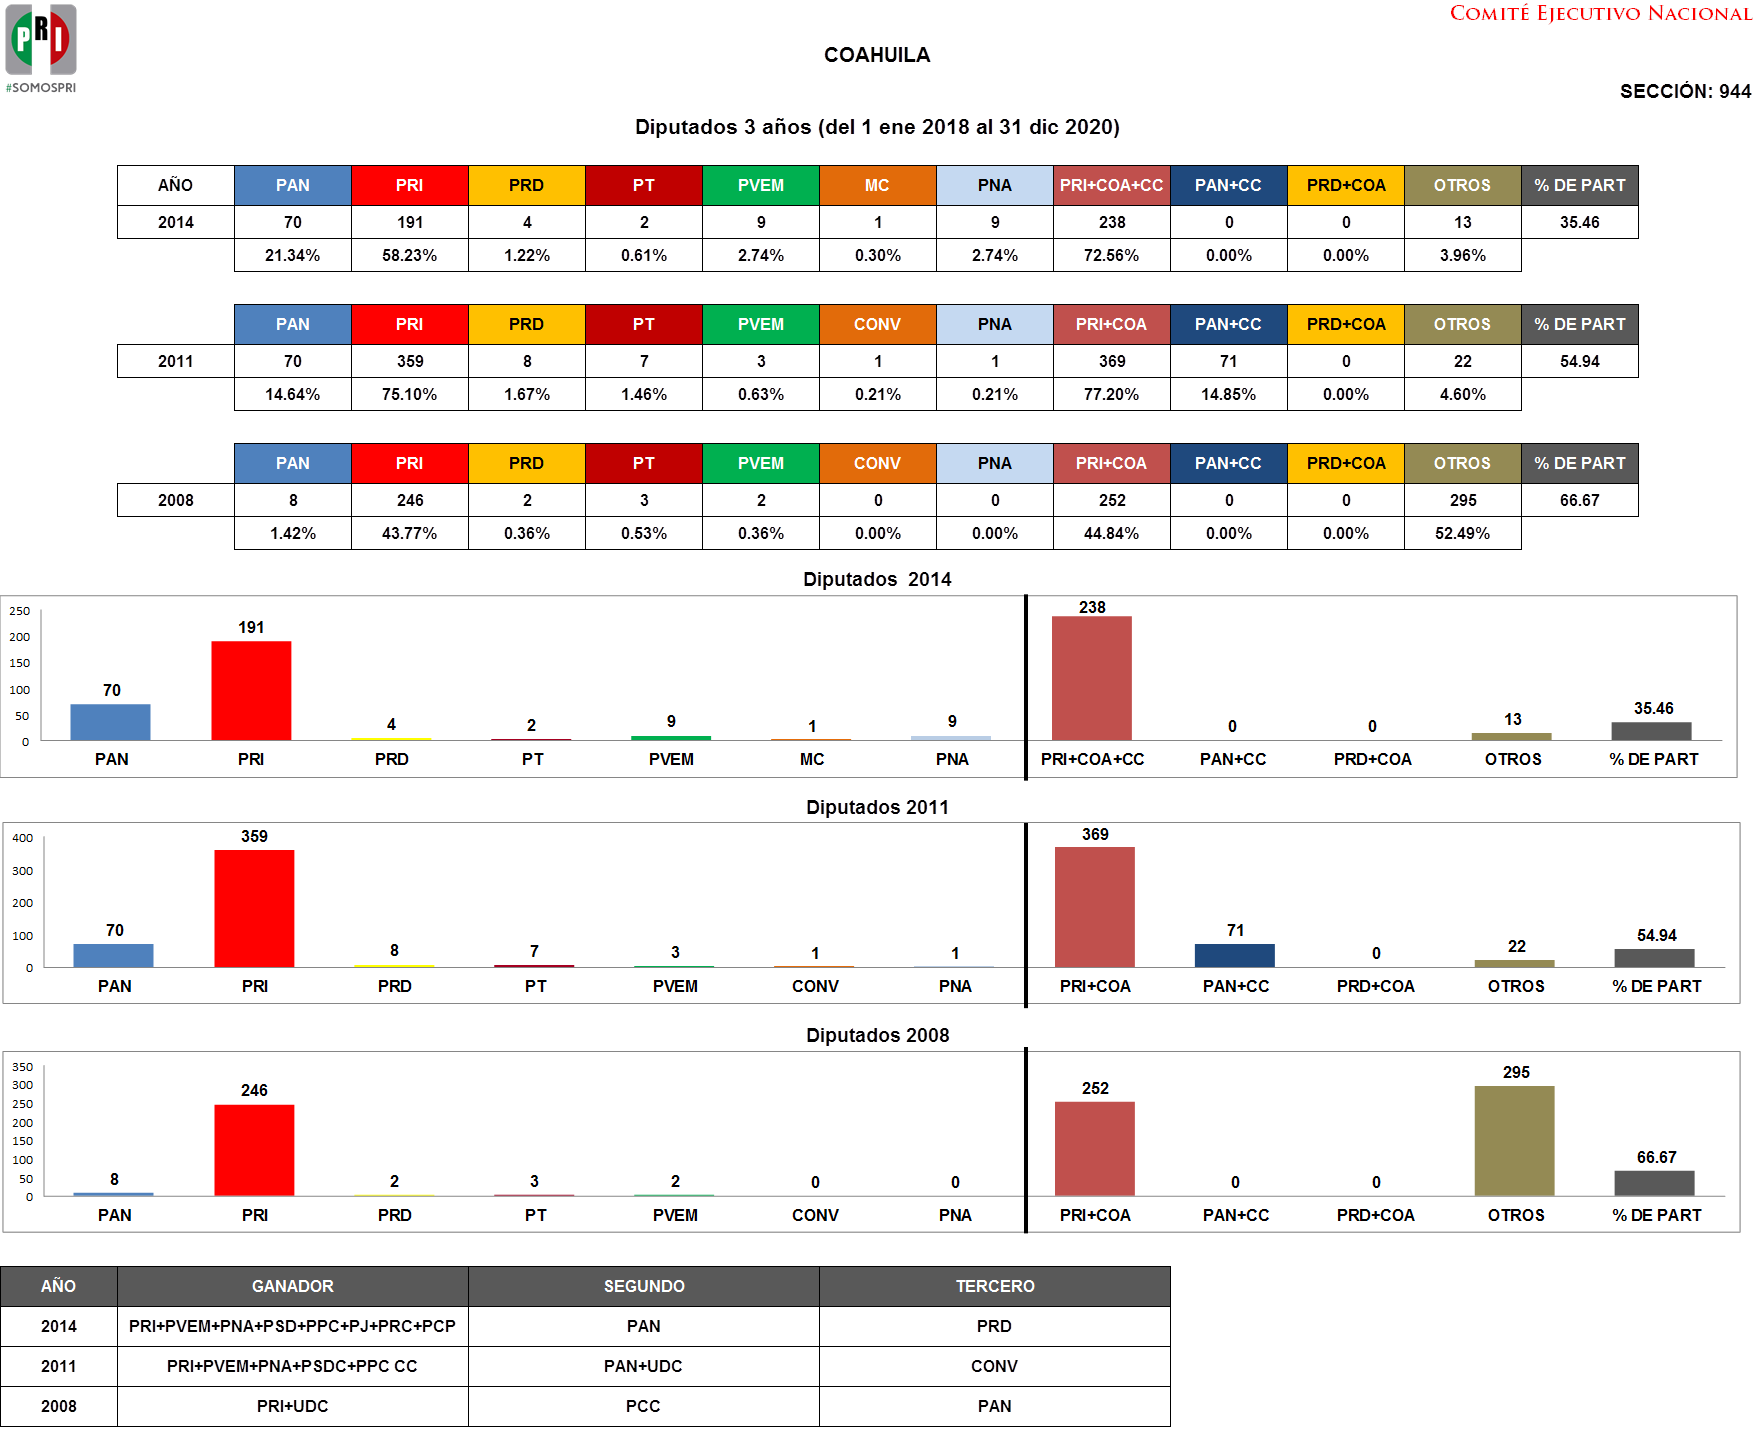 PRI
#SOMOSPRI
COMITÉ EJECUTIVO NACIONAL
COAHUILA
SECCIÓN: 944
Diputados 3 años (del 1 ene 2018 al 31 dic 2020)
AÑO PAN PRI PRD PT PVEM MC PNA PRI+COA+CC PAN+CC PRD+COA OTROS % DE PART
2014 70 191 4 2 9 1 9 238 0 0 13 35.46
21.34% 58.23% 1.22% 0.61% 2.74% 0.30% 2.74% 72.56% 0.00% 0.00% 3.96%
PAN PRI PRD PT PVEM CONV PNA PRI+COA PAN+CC PRD+COA OTROS % DE PART
2011 70 359 8 7 3 1 1 369 71 0 22 54.94
14.64% 75.10% 1.67% 1.46% 0.63% 0.21% 0.21% 77.20% 14.85% 0.00% 4.60%
PAN PRI PRD PT PVEM CONV PNA PRI+COA PAN+CC PRD+COA OTROS % DE PART
2008 8 246 2 3 2 0 0 252 0 0 295 66.67
1.42% 43.77% 0.36% 0.53% 0.36% 0.00% 0.00% 44.84% 0.00% 0.00% 52.49%
Diputados 2014
250
200
150
100
50
0
70 191 4 2 9 1 9 238 0 0 13 35.46
PAN PRI PRD PT PVEM MC PNA PRI+COA+CC PAN+CC PRD+COA OTROS % DE PART
Diputados 2011
400
300
200
100
0
70 359 8 7 3 1 1 369 71 0 22 54.94
PAN PRI PRD PT PVEM CONV PNA PRI+COA PAN+CC PRD+COA OTROS % DE PART
Diputados 2008
350
300
250
200
150
100
50
0
8 246 2 3 2 0 0 252 0 0 295 66.67
PAN PRI PRD PT PVEM CONV PNA PRI+COA PAN+CC PRD+COA OTROS % DE PART
AÑO GANADOR SEGUNDO TERCERO
2014 PRI+PVEM+PNA+PSD+PPC+PJ+PRC+PCP PAN PRD
2011 PRI+PVEM+PNA+PSDC+PPC CC PAN+UDC CONV
2008 PRI+UDC PCC PAN